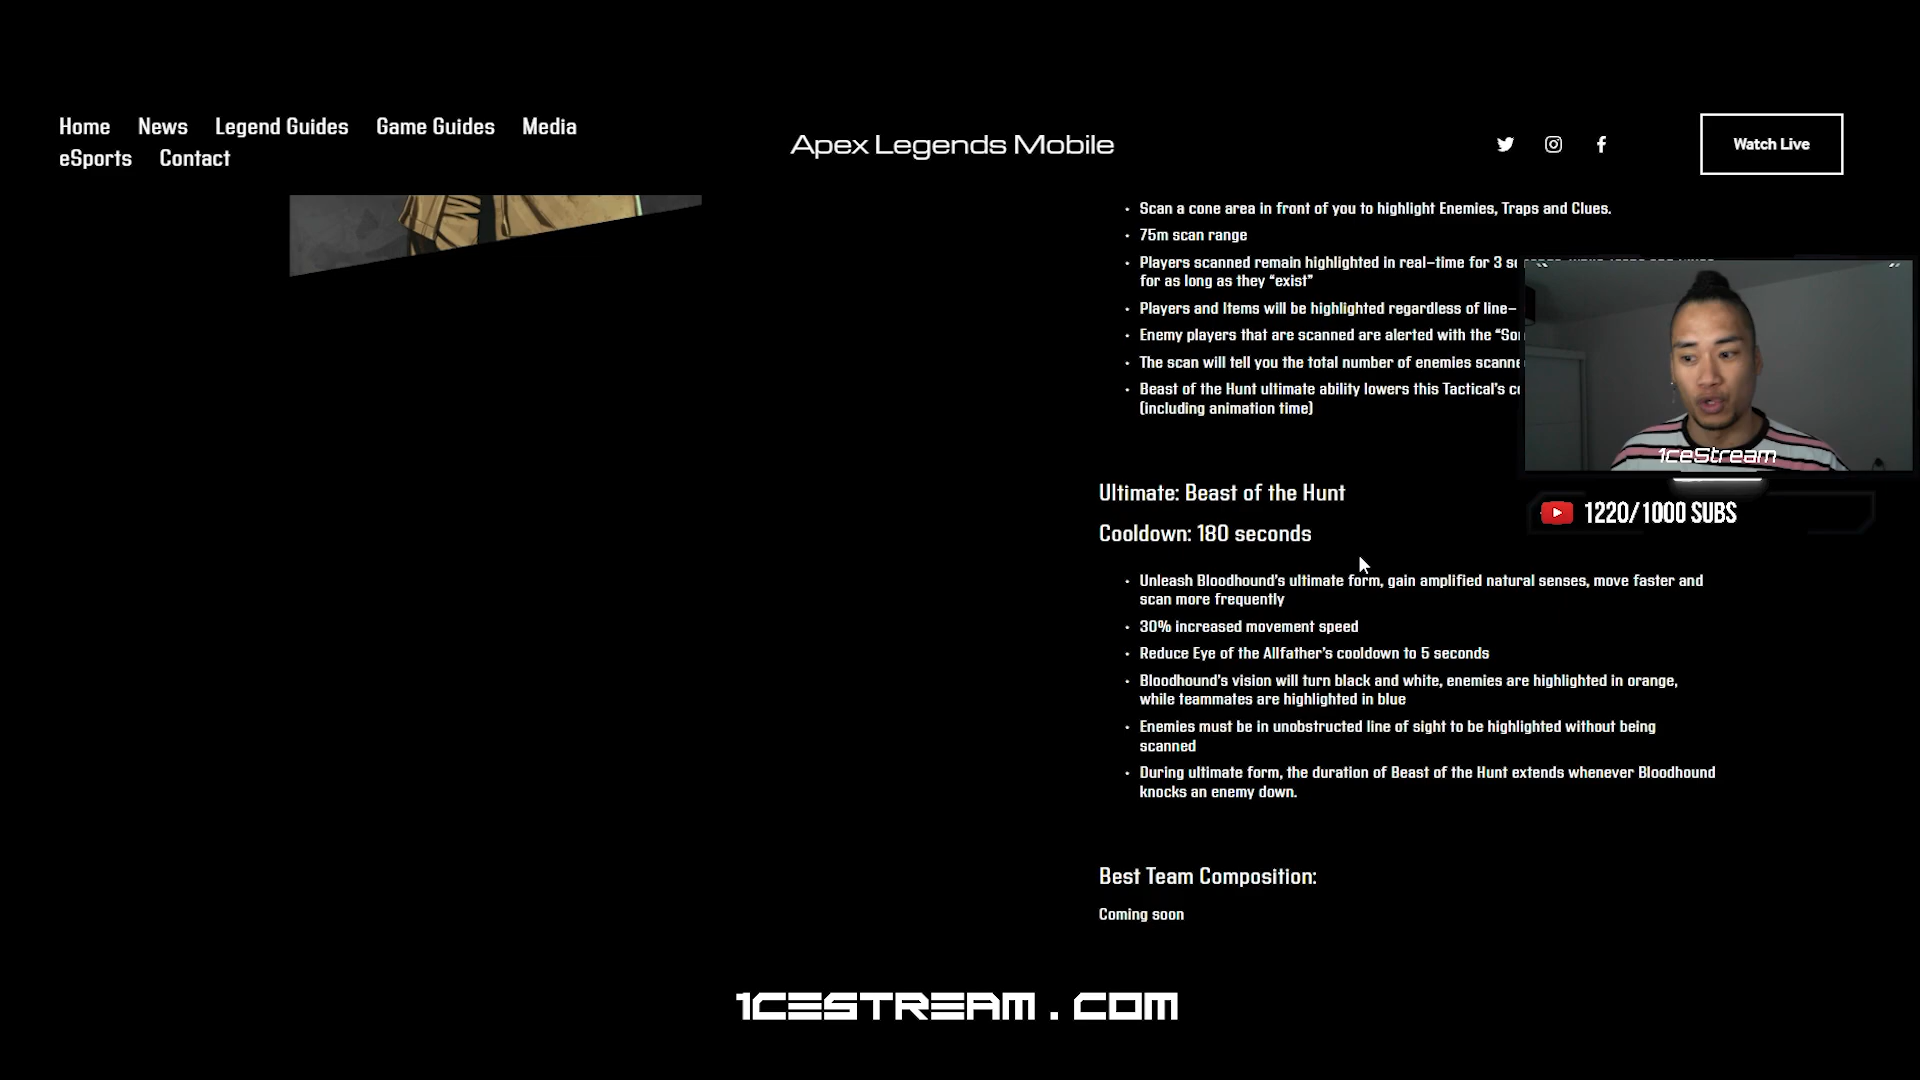 Home News Legend Guides Game Guides Media
eSports Contact
Apex Legends Mobile
Watch Live
• Scan a cone area in front of you to highlight Enemies, Traps and Clues.
• 75m scan range
• Players scanned remain highlighted in real-time for 3
for as long as they “exist”
• Players and Items will be highlighted regardless of line-
• Enemy players that are scanned are alerted with the
• The scan will tell you the total number of enemies
• Beast of the Hunt ultimate ability lowers this Tactical's
(including animation time)
1ceStream
1220/1000 SUBS
Ultimate: Beast of the Hunt
Cooldown: 180 seconds
• Unleash Bloodhound's ultimate form, gain amplified natural senses, move faster and
scan more frequently
• 30% increased movement speed
• Reduce Eye of the Allfather's cooldown to 5 seconds
• Bloodhound's vision will turn black and white, enemies are highlighted in orange,
while teammates are highlighted in blue
• Enemies must be in unobstructed line of sight to be highlighted without being
scanned
• During ultimate form, the duration of Beast of the Hunt extends whenever Bloodhound
knocks an enemy down.
Best Team Composition:
Coming soon
1CESTREAM.COM